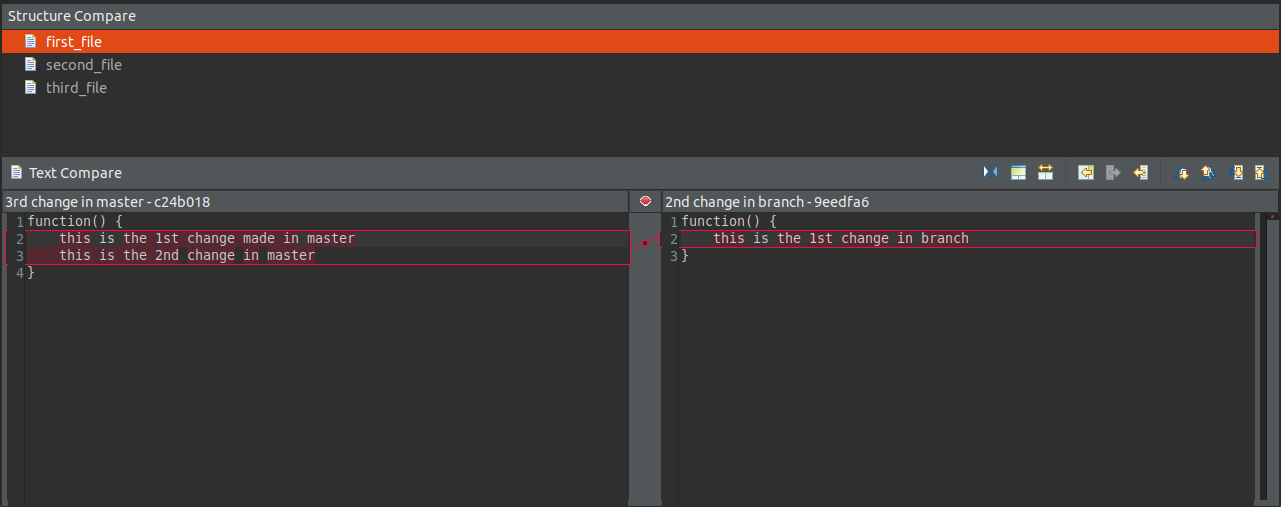 Structure Compare
first_file
second_file
third_file
Text Compare
3rd change in master - c24b018
1 function() {
2     this is the 1st change made in master
3     this is the 2nd change in master
4 }
2nd change in branch - 9eedfa6
1 function() {
2     this is the 1st change in branch
3 }